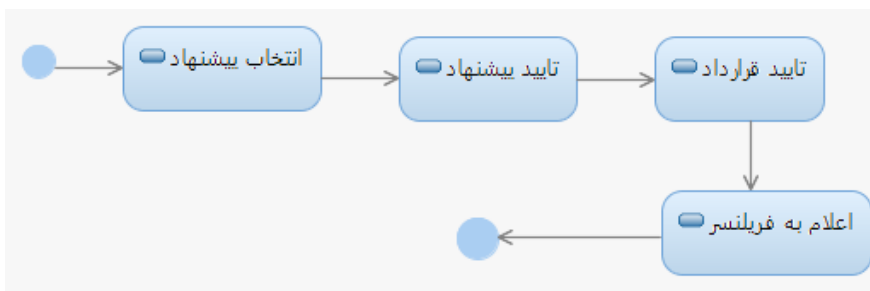 انتخاب پیشنهاد
تایید پیشنهاد
تایید قرارداد
اعلام به فریلنسر